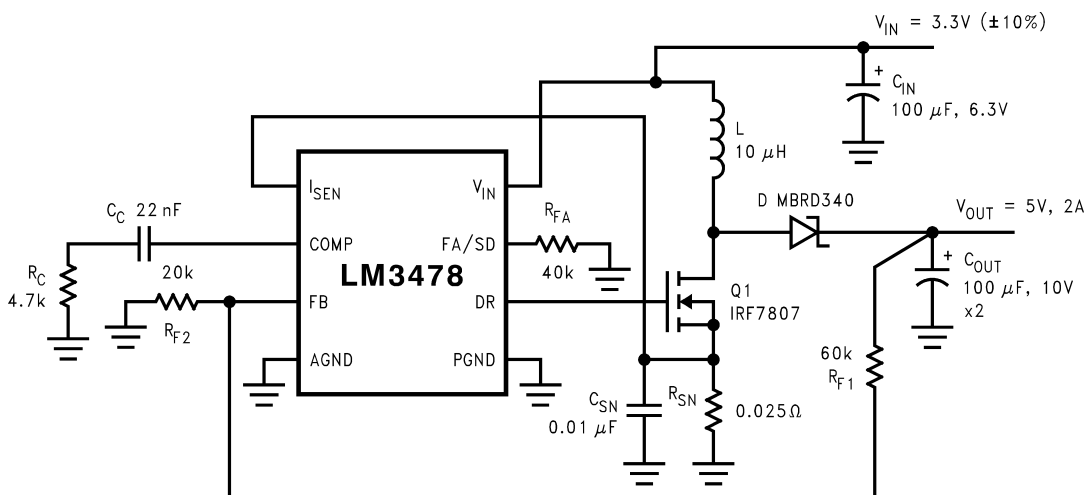 V_IN = 3.3V (±10%)
+
C_IN
100 µF, 6.3V
L
10 µH
I_SEN
V_IN
C_C 22 nF
COMP
FA/SD
R_FA
40k
D MBRD340
V_OUT = 5V, 2A
+
C_OUT
100 µF, 10V
x2
R_C
4.7k
20k
R_F2
LM3478
FB
DR
Q1
IRF7807
AGND
PGND
60k
R_F1
C_SN
0.01 µF
R_SN
0.025Ω